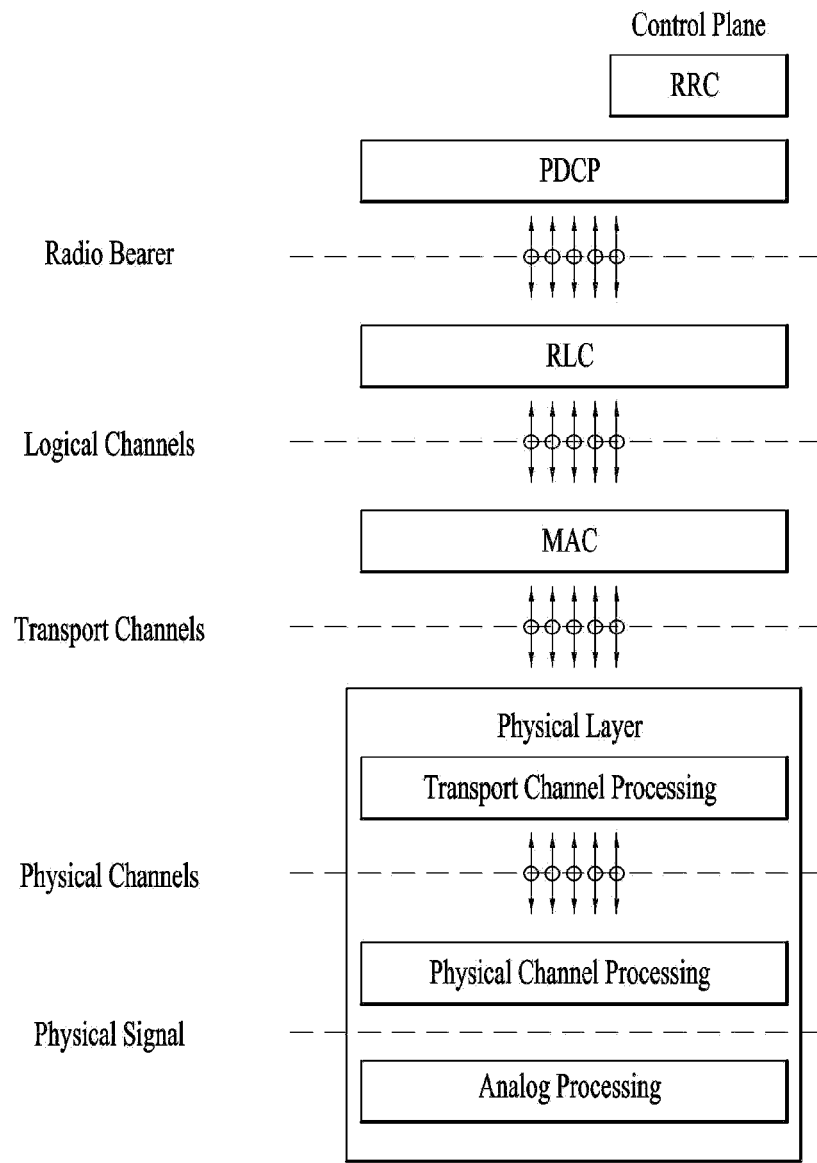 Control Plane
RRC
PDCP
Radio Bearer
RLC
Logical Channels
MAC
Transport Channels
Physical Layer
Transport Channel Processing
Physical Channels
Physical Channel Processing
Physical Signal
Analog Processing